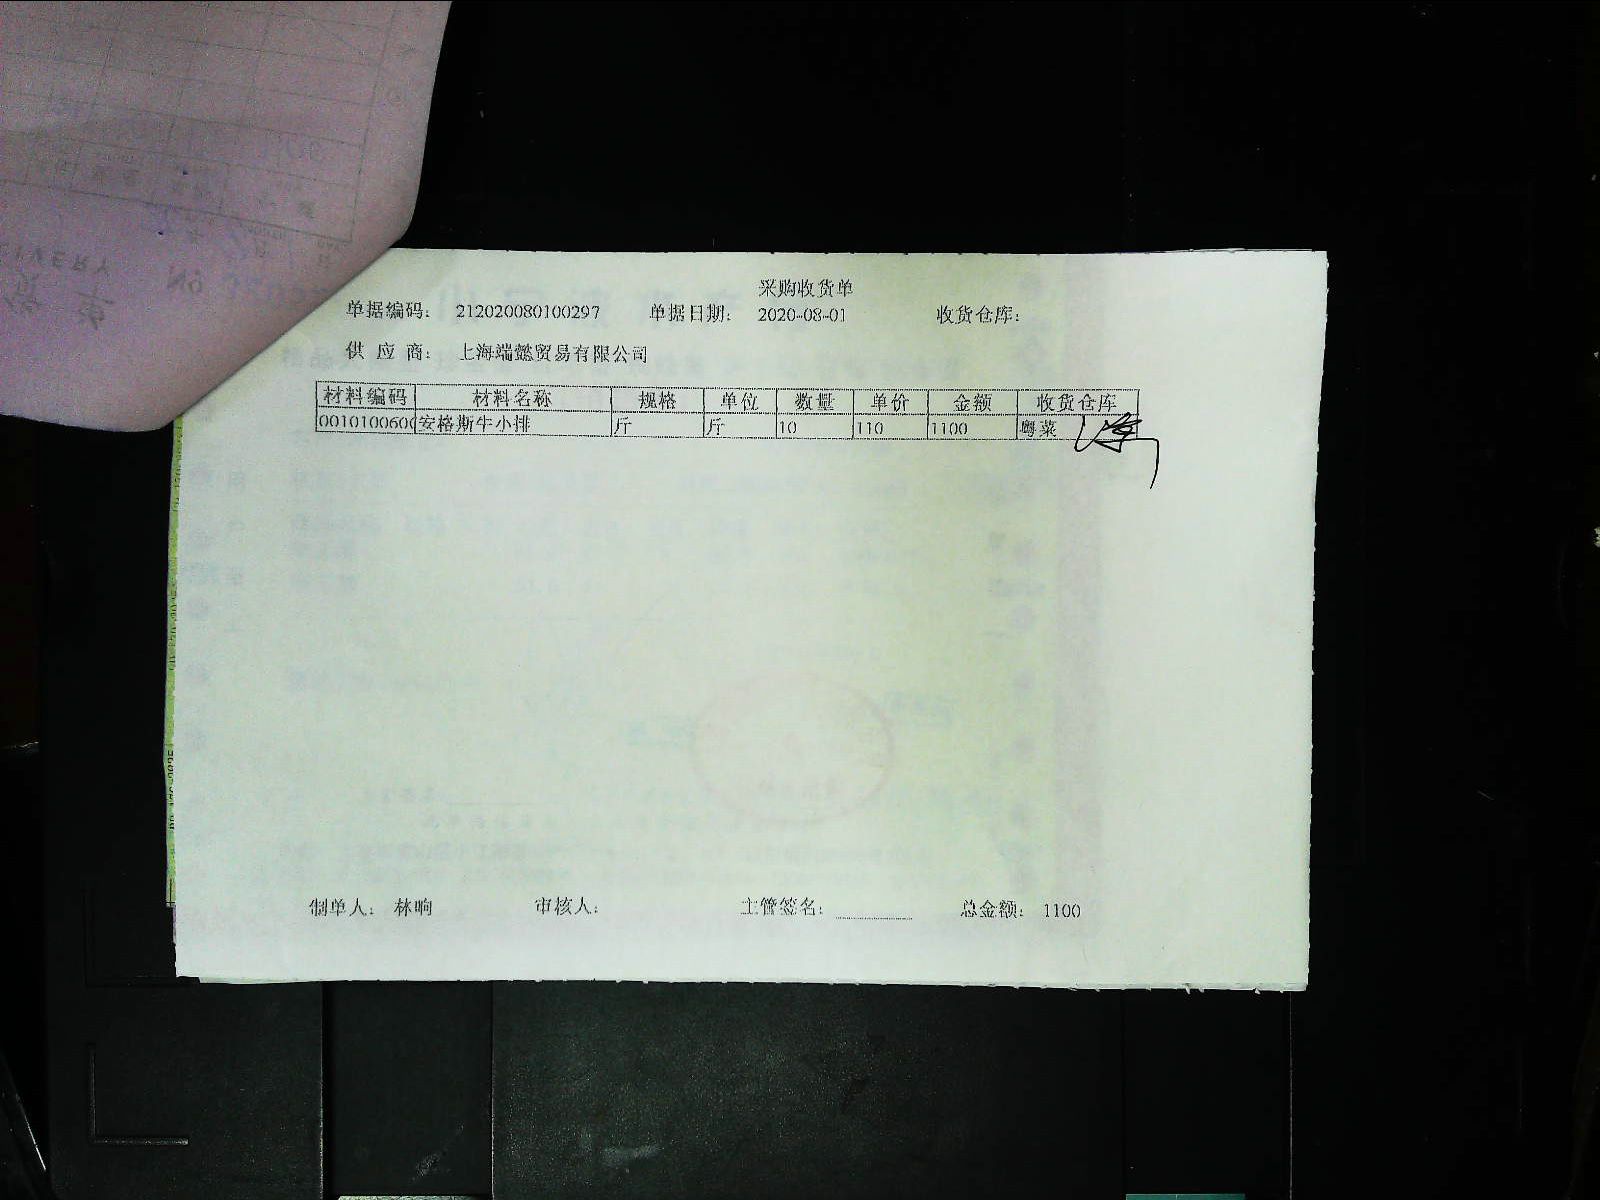 采购收货单
单据编码： 212020080100297 单据日期： 2020-08-01 收货仓库：
供 应 商： 上海端懿贸易有限公司
材料编码 材料名称 规格 单位 数量 单价 金额 收货仓库
0010100600 安格斯牛小排 斤 斤 10 110 1100 粤菜
制单人： 林晌 审核人： 主管签名： 总金额： 1100